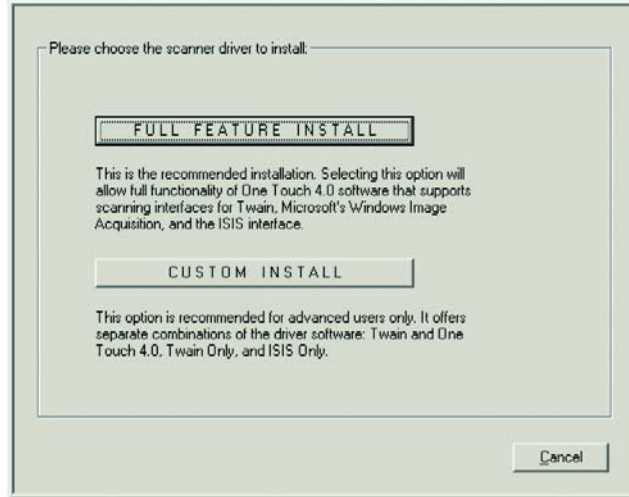 Please choose the scanner driver to install:
FULL FEATURE INSTALL
This is the recommended installation. Selecting this option will
allow full functionality of One Touch 4.0 software that supports
scanning interfaces for Twain, Microsoft's Windows Image
Acquisition, and the ISIS interface.
CUSTOM INSTALL
This option is recommended for advanced users only. It offers
separate combinations of the driver software: Twain and One
Touch 4.0, Twain Only, and ISIS Only.
Cancel